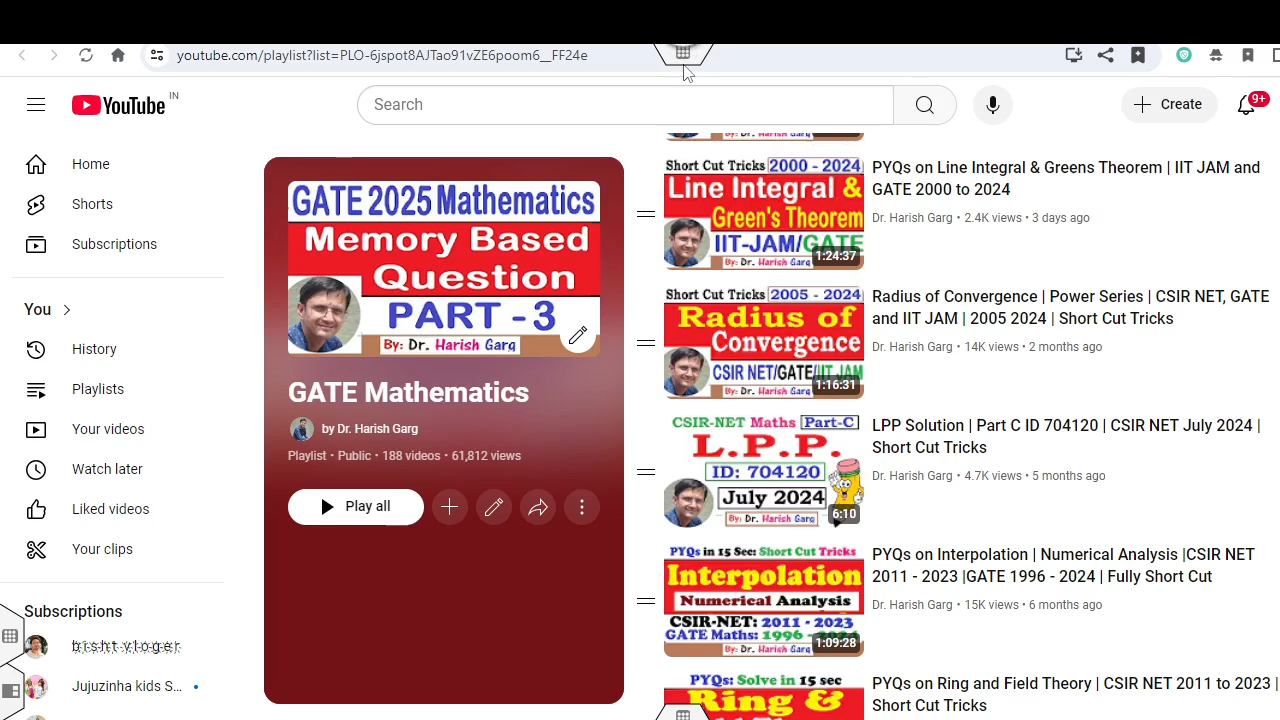 youtube.com/playlist?list=PLO-6jspot8AJTao91vZE6poom6__FF24e
YouTube IN
Search
Create
9+
Home
Shorts
Subscriptions
You
History
Playlists
Your videos
Watch later
Liked videos
Your clips
Subscriptions
bisht vloger
Jujuzinha kids S...
GATE 2025 Mathematics
Memory Based
Question
PART - 3
By: Dr. Harish Garg
GATE Mathematics
by Dr. Harish Garg
Playlist • Public • 188 videos • 61,812 views
Play all
By: Dr. Harish Garg
Short Cut Tricks 2000 - 2024
Line Integral &
Green's Theorem
IIT-JAM/GATE
By: Dr. Harish Garg
1:24:37
PYQs on Line Integral & Greens Theorem | IIT JAM and
GATE 2000 to 2024
Dr. Harish Garg • 2.4K views • 3 days ago
Short Cut Tricks 2005 - 2024
Radius of
Convergence
CSIR NET/GATE/IIT JAM
By: Dr. Harish Garg
1:16:31
Radius of Convergence | Power Series | CSIR NET, GATE
and IIT JAM | 2005 2024 | Short Cut Tricks
Dr. Harish Garg • 14K views • 2 months ago
CSIR-NET Maths Part-C
L.P.P.
ID: 704120
July 2024
By: Dr. Harish Garg
6:10
LPP Solution | Part C ID 704120 | CSIR NET July 2024 |
Short Cut Tricks
Dr. Harish Garg • 4.7K views • 5 months ago
PYQs in 15 Sec: Short Cut Tricks
Interpolation
Numerical Analysis
CSIR-NET: 2011 - 2023
GATE Maths: 1996 - 2024
By: Dr. Harish Garg
1:09:28
PYQs on Interpolation | Numerical Analysis |CSIR NET
2011 - 2023 |GATE 1996 - 2024 | Fully Short Cut
Dr. Harish Garg • 15K views • 6 months ago
PYQs: Solve in 15 sec
Ring &
PYQs on Ring and Field Theory | CSIR NET 2011 to 2023 |
Short Cut Tricks